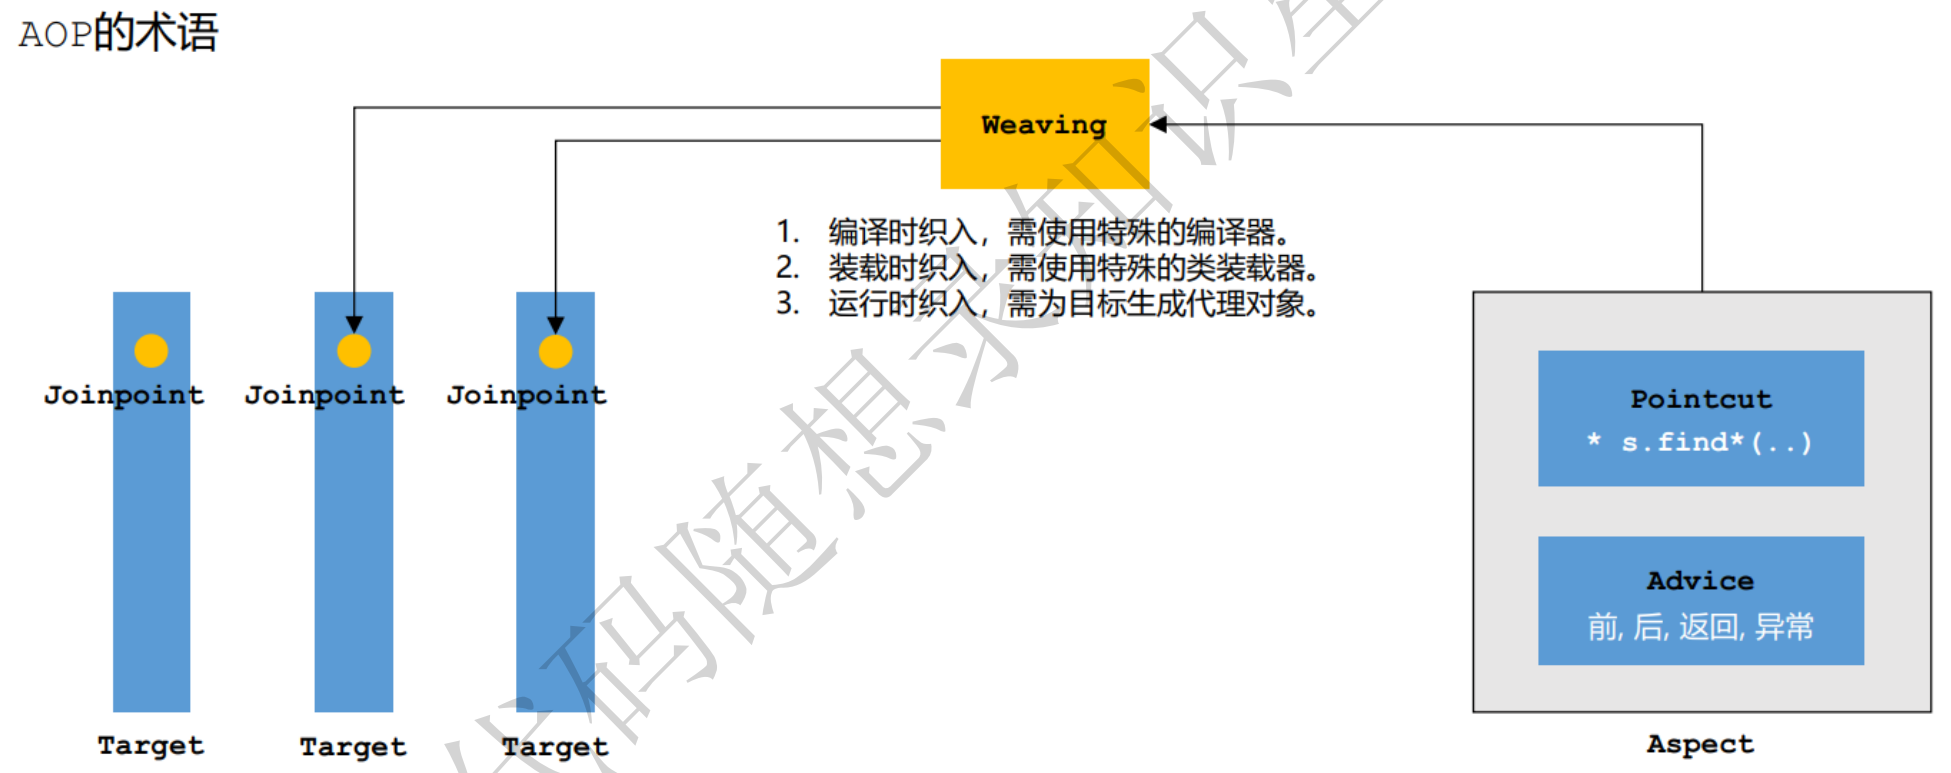 AOP的术语
Weaving
1. 编译时织入，需使用特殊的编译器。
2. 装载时织入，需使用特殊的类装载器。
3. 运行时织入，需为目标生成代理对象。
Joinpoint
Joinpoint
Joinpoint
Target
Target
Target
Pointcut
* s.find*(..)
Advice
前, 后, 返回, 异常
Aspect
代码随想录知识星